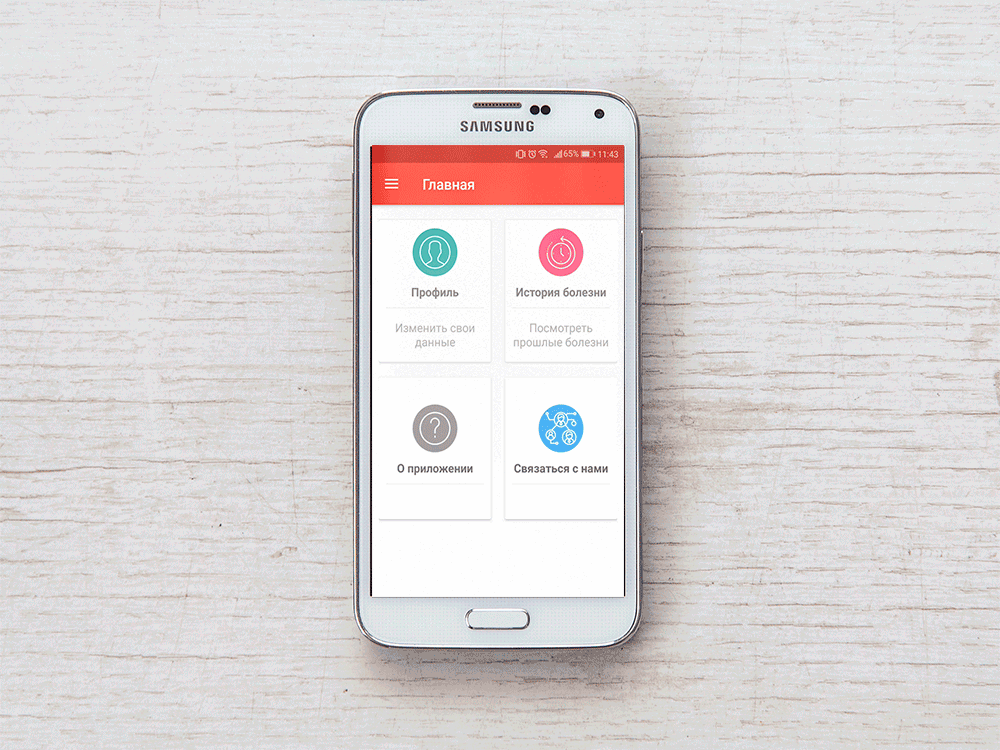 SAMSUNG
65% 11:43
Главная
Профиль
История болезни
Изменить свои
данные
Посмотреть
прошлые болезни
О приложении
Связаться с нами